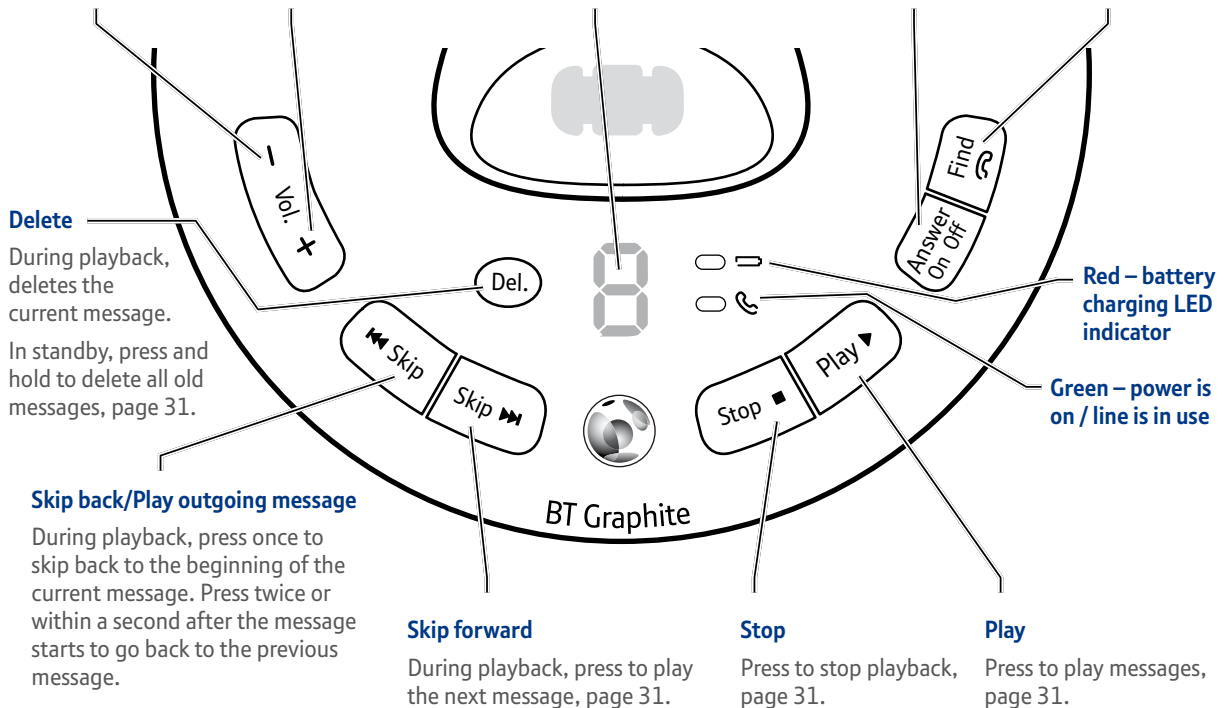 Find
Answer
On Off
– Vol. +
Delete
During playback,
deletes the
current message.
In standby, press and
hold to delete all old
messages, page 31.
Del.
8
Red – battery
charging LED
indicator
Green – power is
on / line is in use
Skip
Skip
Stop
Play
BT Graphite
Skip back/Play outgoing message
During playback, press once to
skip back to the beginning of the
current message. Press twice or
within a second after the message
starts to go back to the previous
message.
Skip forward
During playback, press to play
the next message, page 31.
Stop
Press to stop playback,
page 31.
Play
Press to play messages,
page 31.